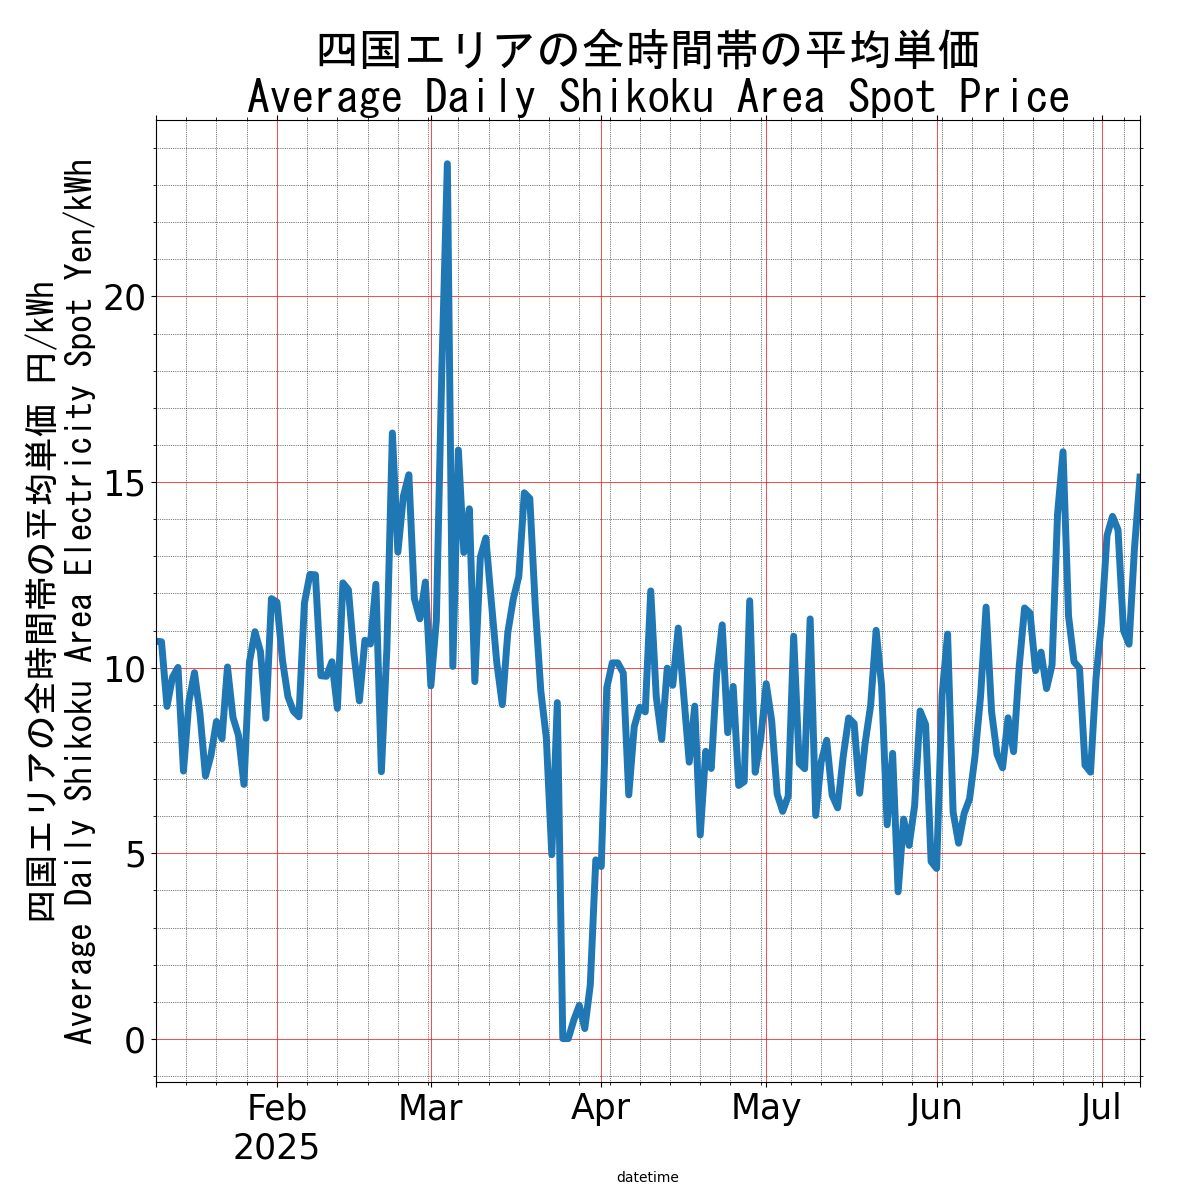 四国エリアの全時間帯の平均単価
Average Daily Shikoku Area Spot Price
四国エリアの全時間帯の平均単価 円/kWh
Average Daily Shikoku Area Electricity Spot Yen/kWh
20
15
10
5
0
Feb
2025
Mar
Apr
May
Jun
Jul
datetime